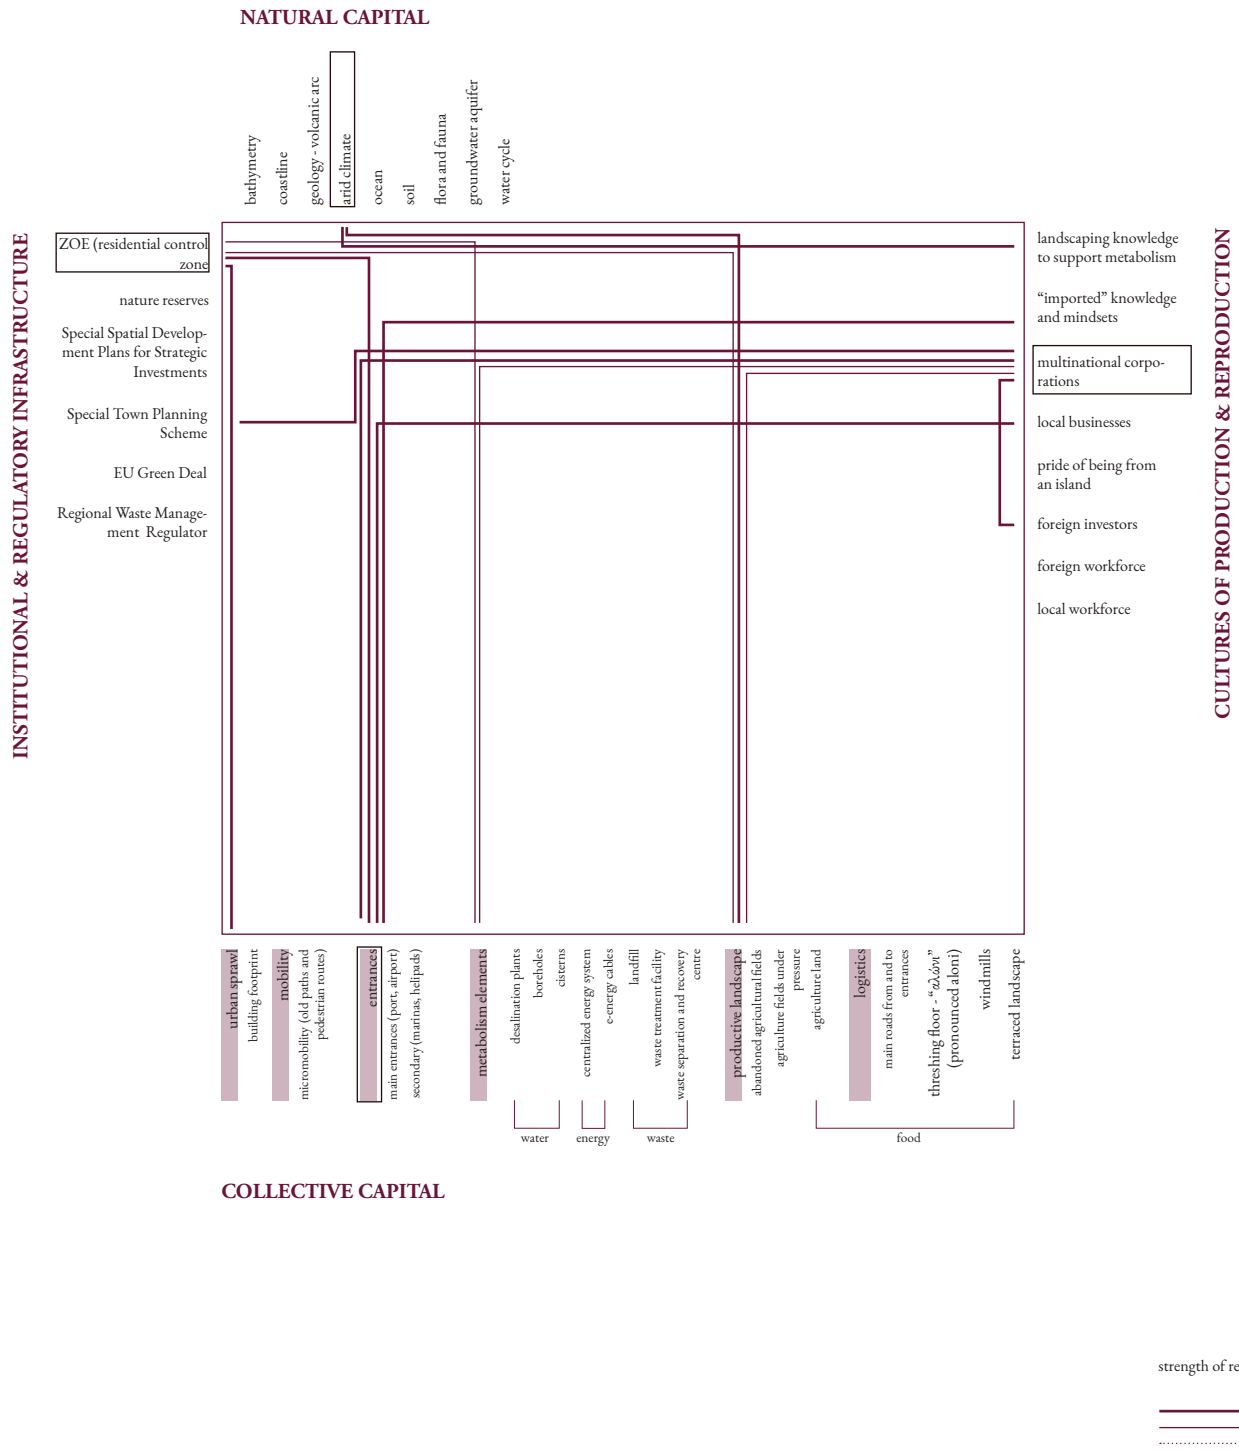 NATURAL CAPITAL
bathymetry
coastline
geology - volcanic arc
arid climate
ocean
soil
flora and fauna
groundwater aquifer
water cycle
INSTITUTIONAL & REGULATORY INFRASTRUCTURE
ZOE (residential control
zone
nature reserves
Special Spatial Develop-
ment Plans for Strategic
Investments
Special Town Planning
Scheme
EU Green Deal
Regional Waste Manage-
ment Regulator
landscaping knowledge
to support metabolism
“imported” knowledge
and mindsets
multinational corpo-
rations
local businesses
pride of being from
an island
foreign investors
foreign workforce
local workforce
CULTURES OF PRODUCTION & REPRODUCTION
urban sprawl
building footprint
mobility
micromobility (old paths and
pedestrian routes)
entrances
main entrances (port, airport)
secondary (marinas, helipads)
metabolism elements
desalination plants
boreholes
cisterns
centralized energy system
e-energy cables
landfill
waste treatment facility
waste separation and recovery
centre
productive landscape
abandoned agricultural fields
agriculture fields under
pressure
agriculture land
logistics
main roads from and to
entrances
threshing floor - “αλώνι”
(pronounced aloni)
windmills
terraced landscape
water
energy
waste
food
COLLECTIVE CAPITAL
strength of re